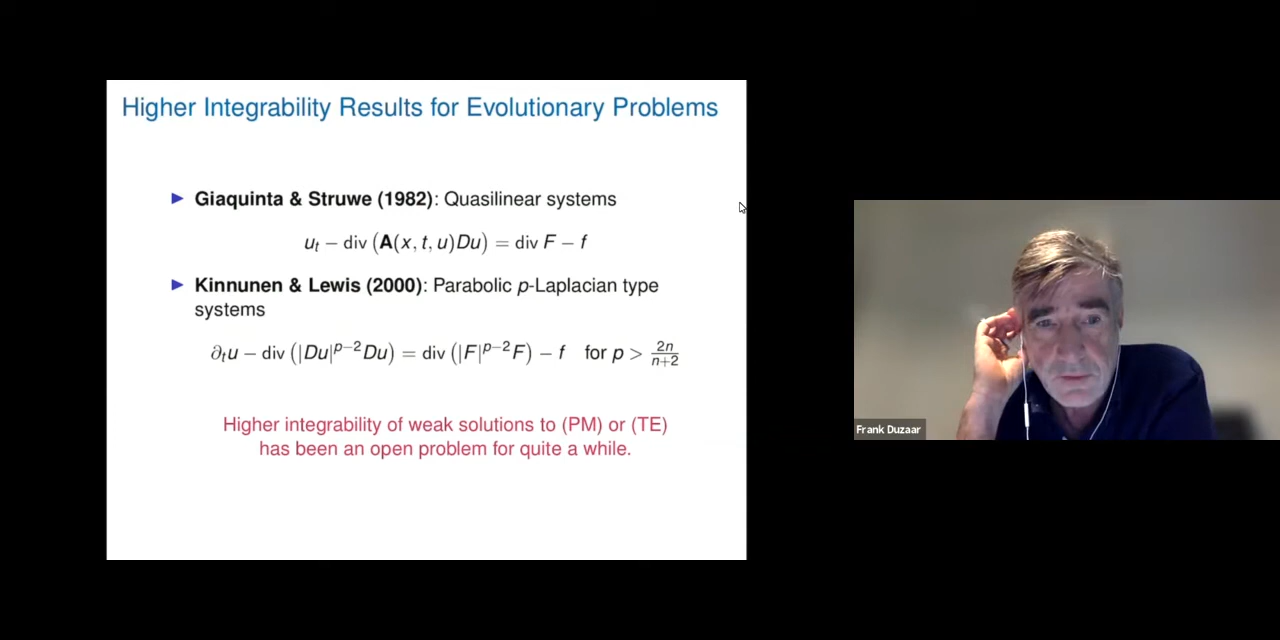 Higher Integrability Results for Evolutionary Problems
► Giaquinta & Struwe (1982): Quasilinear systems
u_t − div (A(x, t, u)Du) = div F − f
► Kinnunen & Lewis (2000): Parabolic p-Laplacian type
systems
∂_t u − div (|Du|^{p−2}Du) = div (|F|^{p−2}F) − f for p > \frac{2n}{n+2}
Higher integrability of weak solutions to (PM) or (TE)
has been an open problem for quite a while.
Frank Duzaar